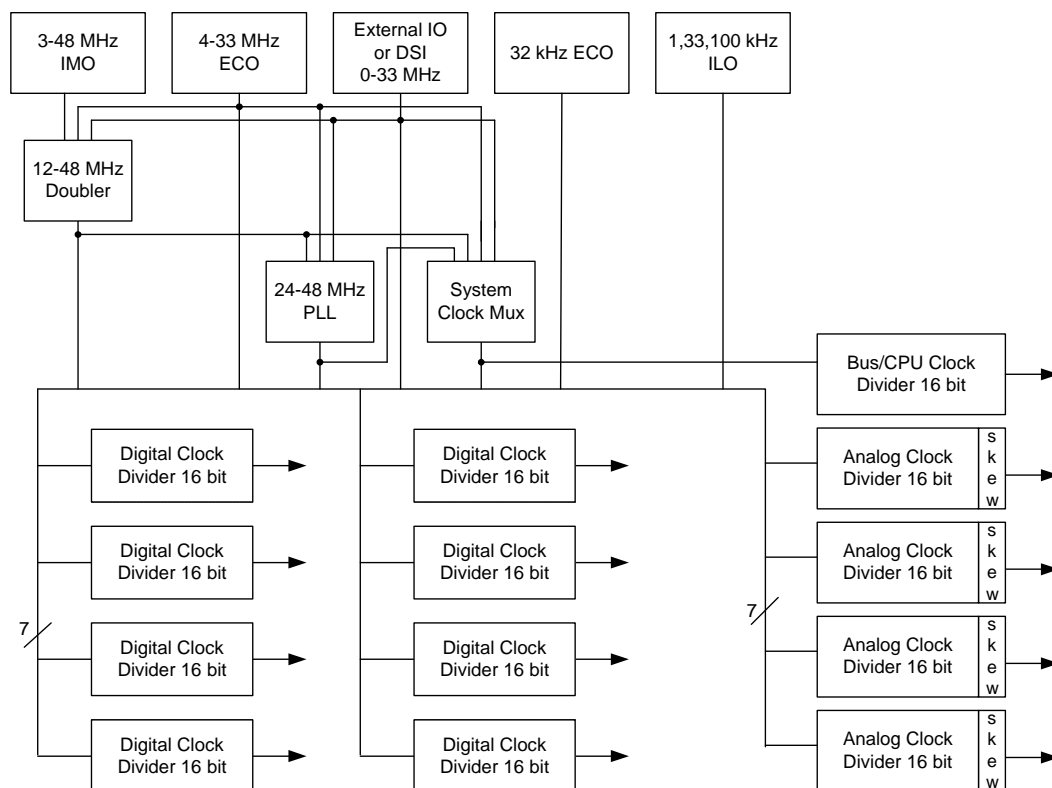 3-48 MHz
IMO
4-33 MHz
ECO
External IO
or DSI
0-33 MHz
32 kHz ECO
1,33,100 kHz
ILO
12-48 MHz
Doubler
24-48 MHz
PLL
System
Clock Mux
Bus/CPU Clock
Divider 16 bit
Digital Clock
Divider 16 bit
Digital Clock
Divider 16 bit
Analog Clock
Divider 16 bit
s
k
e
w
Digital Clock
Divider 16 bit
Digital Clock
Divider 16 bit
Analog Clock
Divider 16 bit
s
k
e
w
7
7
Digital Clock
Divider 16 bit
Digital Clock
Divider 16 bit
Analog Clock
Divider 16 bit
s
k
e
w
Digital Clock
Divider 16 bit
Digital Clock
Divider 16 bit
Analog Clock
Divider 16 bit
s
k
e
w